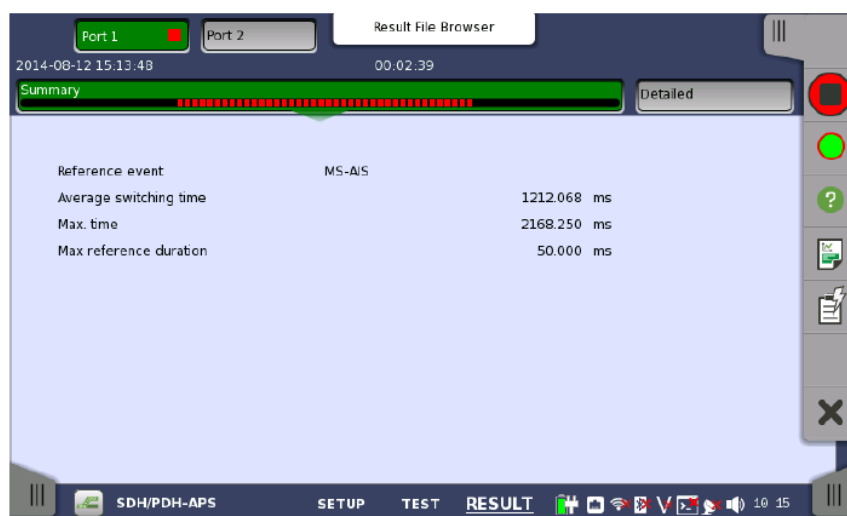 Port 1
Port 2
Result File Browser
2014-08-12 15:13:48
00:02:39
Summary
Detailed
Reference event MS-AIS
Average switching time 1212.068 ms
Max. time 2168.250 ms
Max reference duration 50.000 ms
?
SDH/PDH-APS SETUP TEST RESULT 10 15